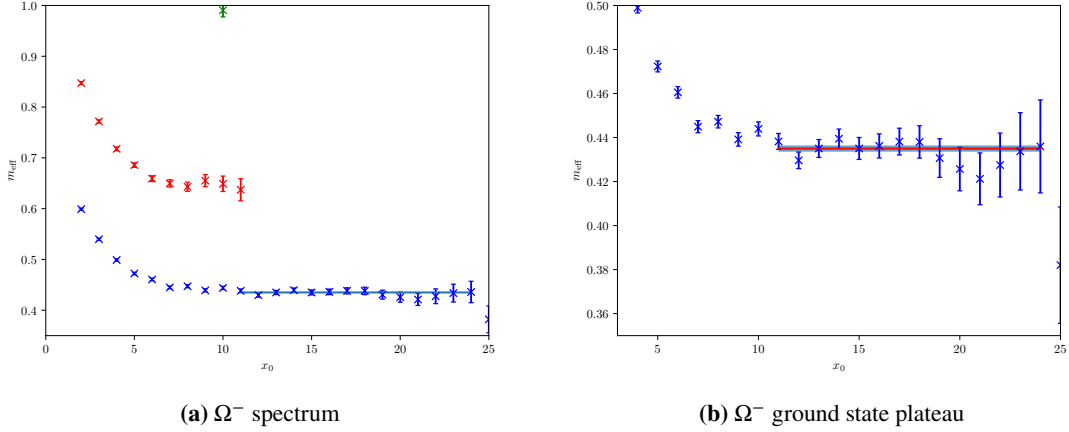 1.0
0.9
0.8
0.7
0.6
0.5
0.4
m_eff
0 5 10 15 20 25
x_0
(a) Ω⁻ spectrum
0.50
0.48
0.46
0.44
0.42
0.40
0.38
0.36
m_eff
5 10 15 20 25
x_0
(b) Ω⁻ ground state plateau